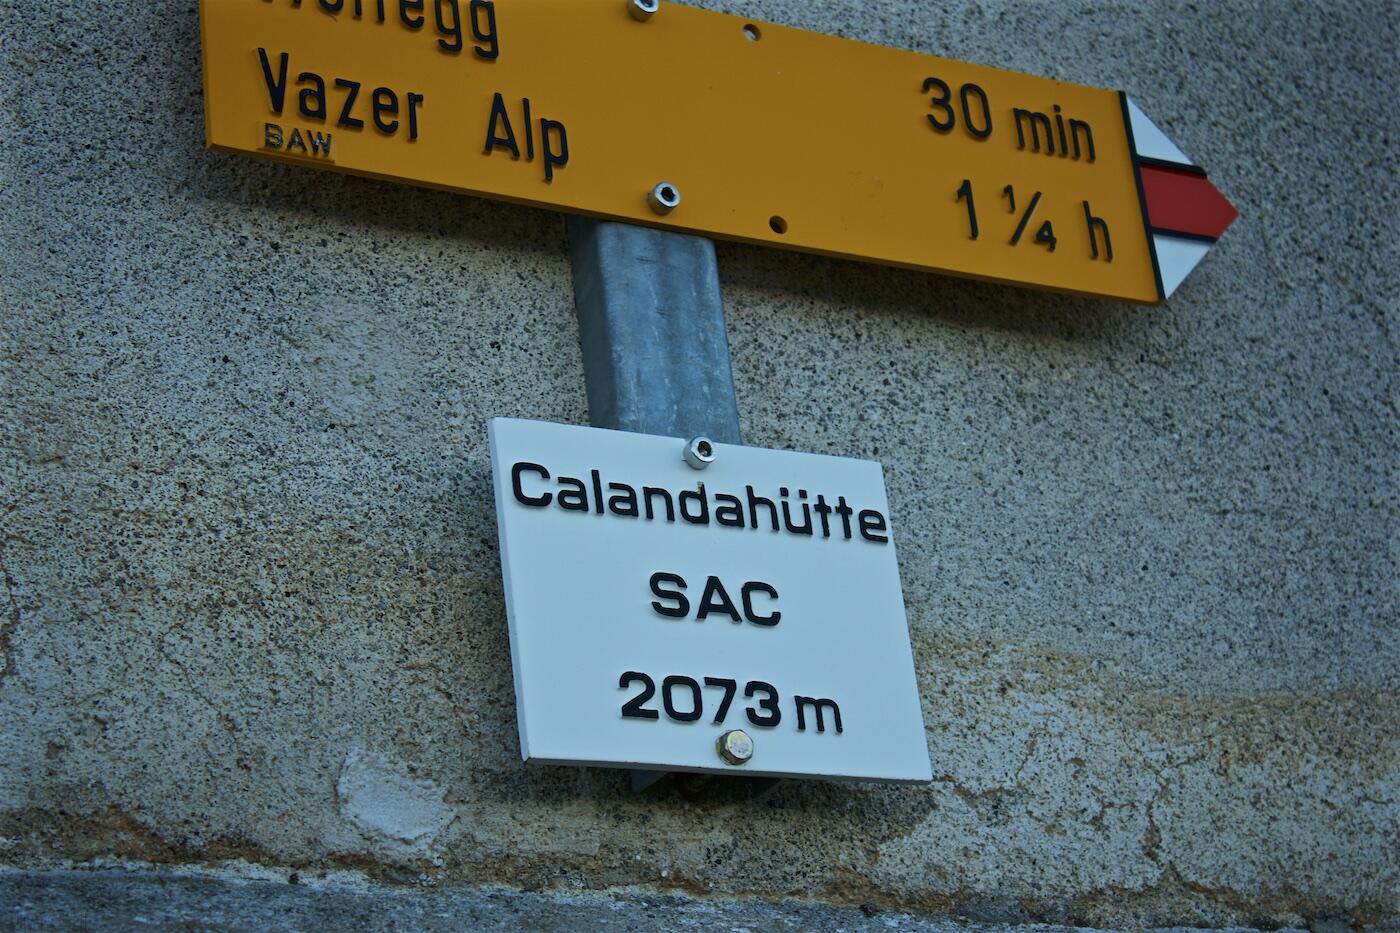 30 min
Vazer Alp 1 ¼ h
BAW
Calandahütte
SAC
2073 m